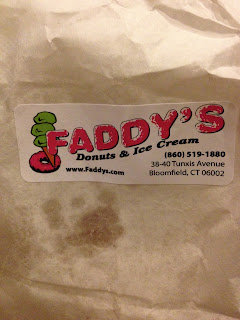 FADDY'S
Donuts & Ice Cream
(860) 519-1880
38-40 Tunxis Avenue
www.Faddys.com
Bloomfield, CT 06002